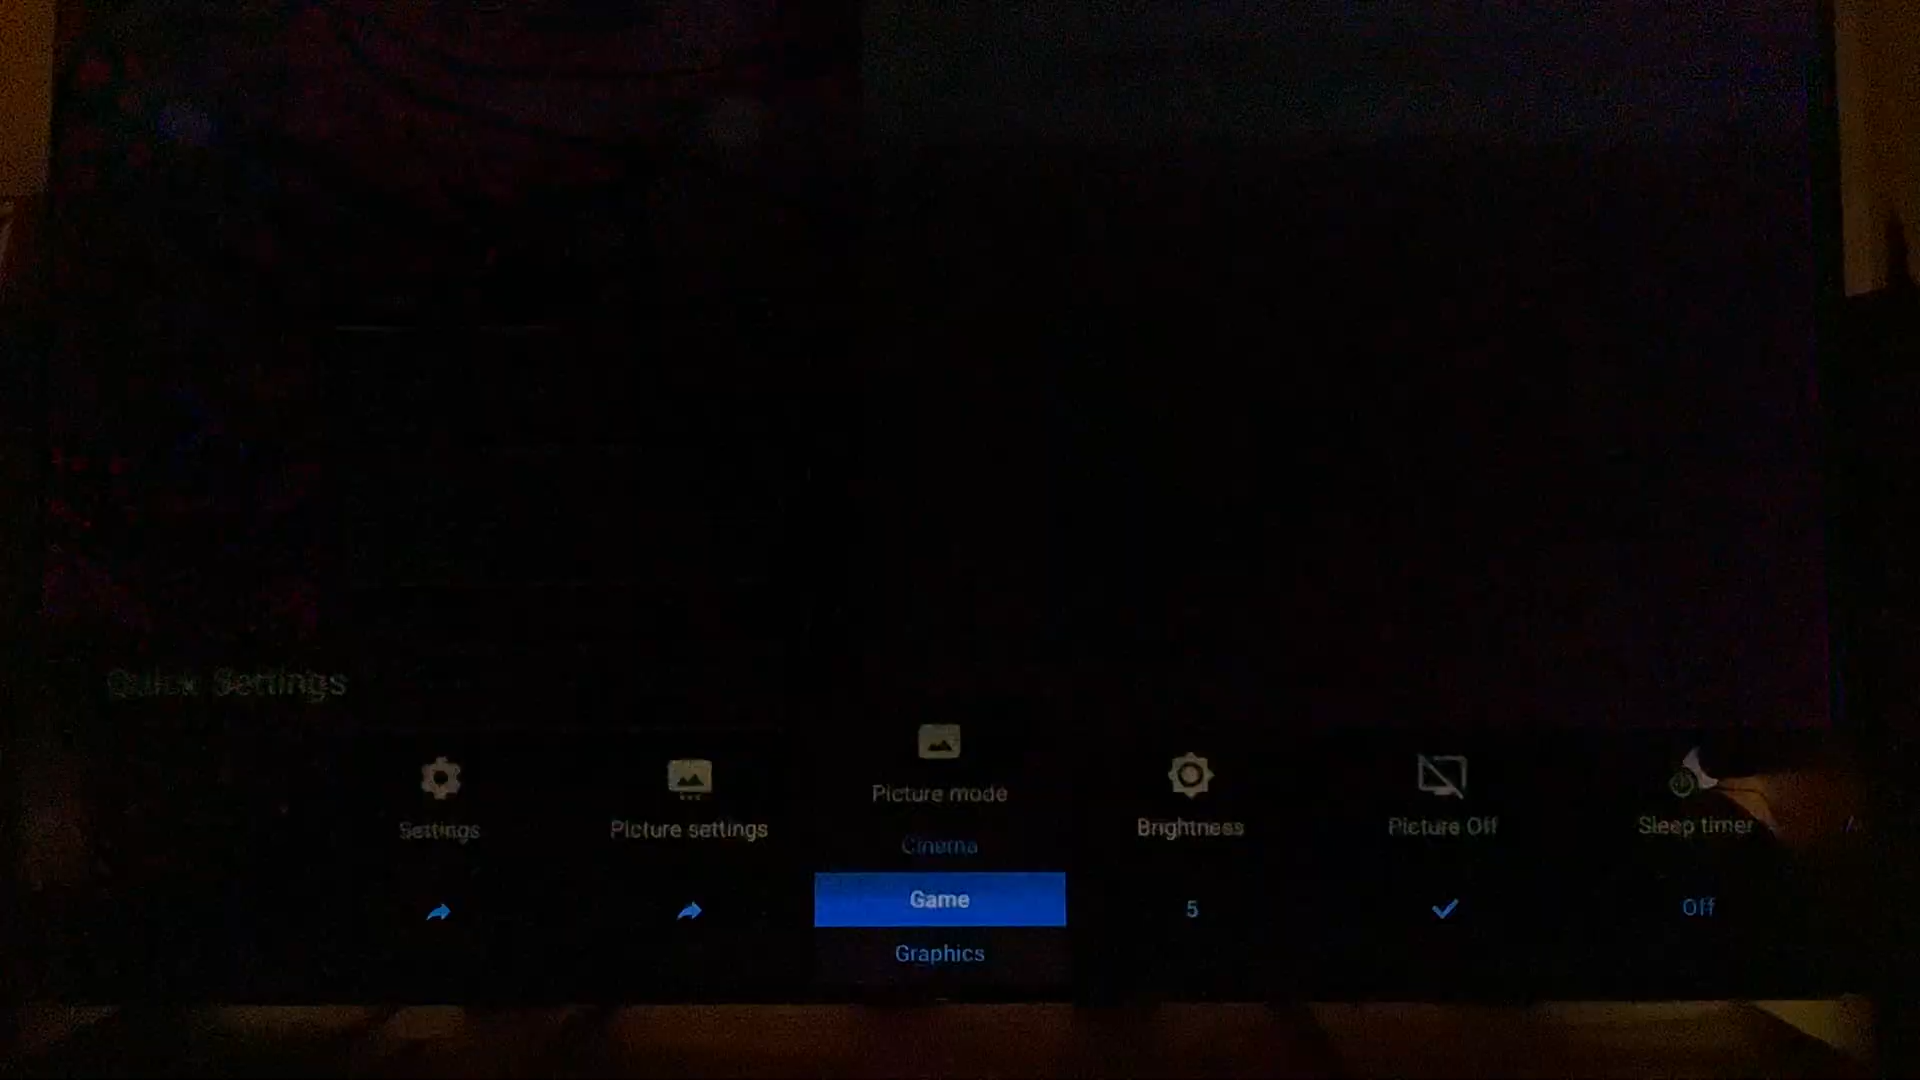 Quick Settings
Settings
Picture settings
Picture mode
Cinema
Game
Graphics
Brightness
5
Picture Off
Sleep timer
Off